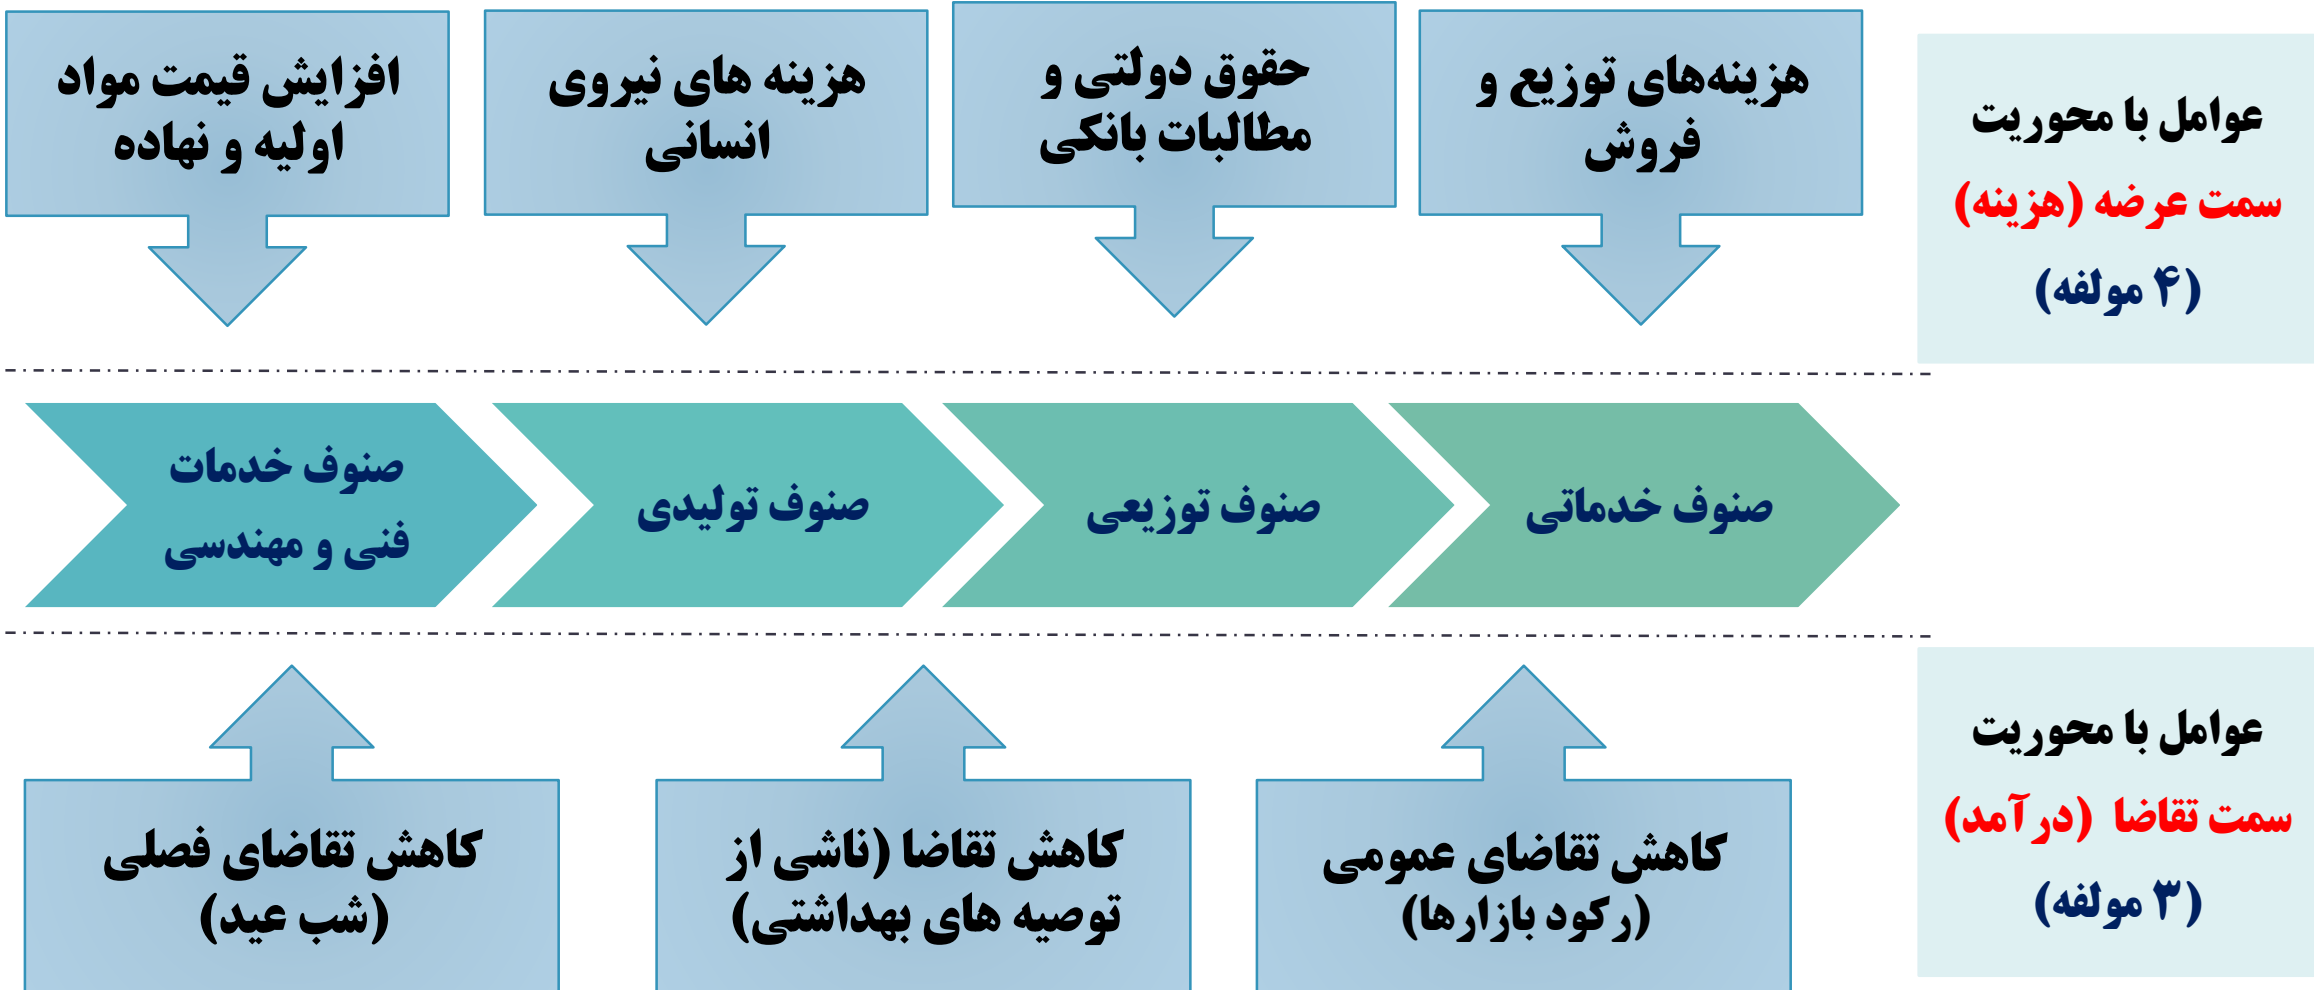 عوامل با محوریت
سمت عرضه (هزینه)
(۴ مولفه)
هزینه‌های توزیع و
فروش
حقوق دولتی و
مطالبات بانکی
هزینه های نیروی
انسانی
افزایش قیمت مواد
اولیه و نهاده
صنوف خدماتی
صنوف توزیعی
صنوف تولیدی
صنوف خدمات
فنی و مهندسی
عوامل با محوریت
سمت تقاضا (درآمد)
(۳ مولفه)
کاهش تقاضای عمومی
(رکود بازارها)
کاهش تقاضا (ناشی از
توصیه های بهداشتی)
کاهش تقاضای فصلی
(شب عید)